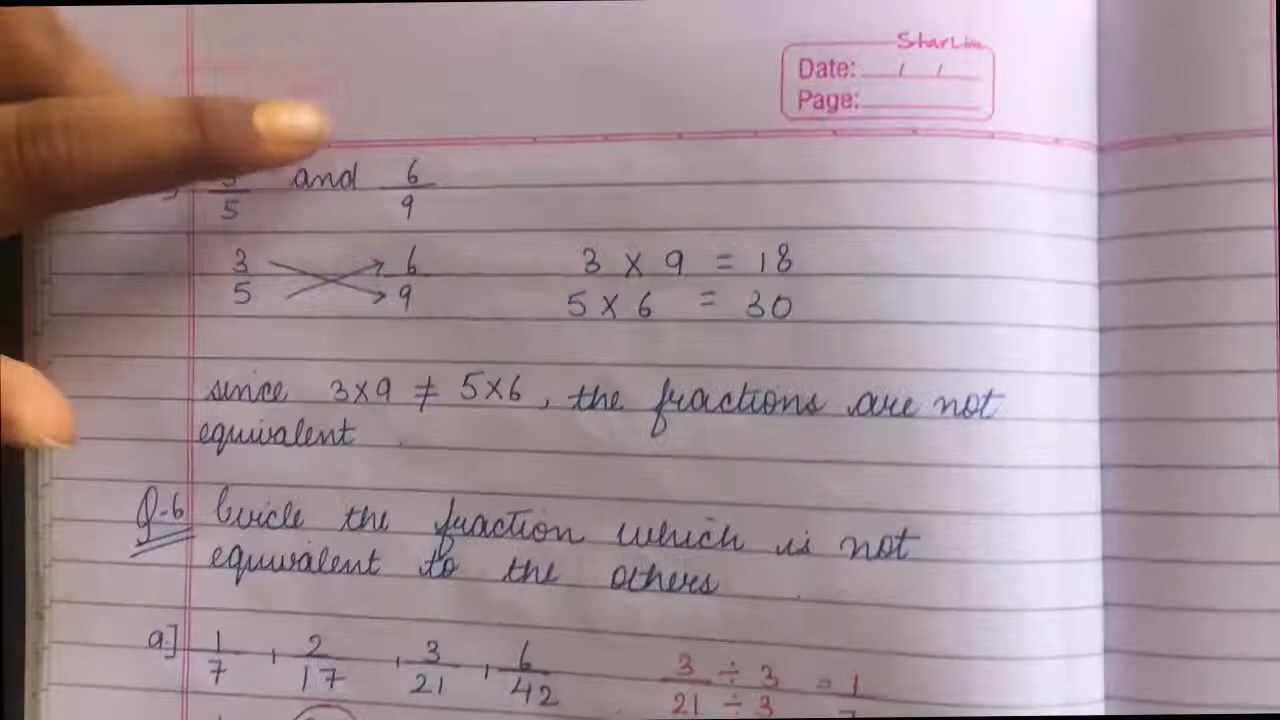 StarLine
Date: / /
Page:
3/5 and 6/9
3/5 6/9 3 x 9 = 18
5 x 6 = 30
since 3x9 ≠ 5x6, the fractions are not
equivalent
Q-6 Circle the fraction which is not
equivalent to the others
a] 1/7 , 2/17 , 3/21 , 6/42 3÷3/21÷3 = 1/7